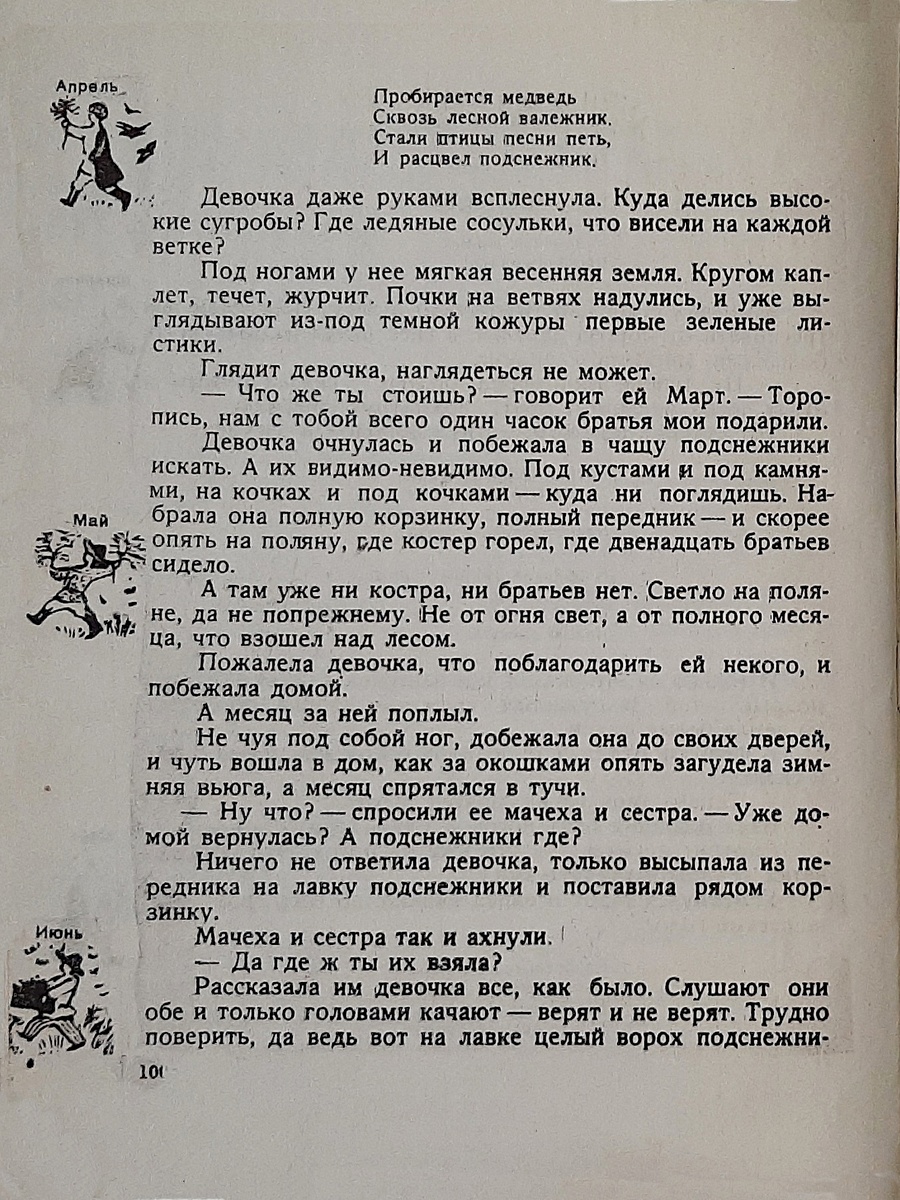 Апрель
Пробирается медведь
Сквозь лесной валежник.
Стали птицы песни петь,
И расцвел подснежник.
Девочка даже руками всплеснула. Куда делись высо-
кие сугробы? Где ледяные сосульки, что висели на каждой
ветке?
Под ногами у нее мягкая весенняя земля. Кругом кап-
лет, течет, журчит. Почки на ветвях надулись, и уже вы-
глядывают из-под темной кожуры первые зеленые ли-
стики.
Глядит девочка, наглядеться не может.
— Что же ты стоишь? — говорит ей Март. — Торо-
пись, нам с тобой всего один часок братья мои подарили.
Девочка очнулась и побежала в чащу подснежники
искать. А их видимо-невидимо. Под кустами и под камня-
ми, на кочках и под кочками — куда ни поглядишь. На-
брала она полную корзинку, полный передник — и скорее
Май
опять на поляну, где костер горел, где двенадцать братьев
сидело.
А там уже ни костра, ни братьев нет. Светло на поля-
не, да не попрежнему. Не от огня свет, а от полного меся-
ца, что взошел над лесом.
Пожалела девочка, что поблагодарить ей некого, и
побежала домой.
А месяц за ней поплыл.
Не чуя под собой ног, добежала она до своих дверей,
и чуть вошла в дом, как за окошками опять загудела зим-
няя вьюга, а месяц спрятался в тучи.
— Ну что? — спросили ее мачеха и сестра. — Уже до-
мой вернулась? А подснежники где?
Ничего не ответила девочка, только высыпала из пе-
редника на лавку подснежники и поставила рядом кор-
зинку.
Июнь
Мачеха и сестра так и ахнули.
— Да где ж ты их взяла?
Рассказала им девочка все, как было. Слушают они
обе и только головами качают — верят и не верят. Трудно
поверить, да ведь вот на лавке целый ворох подснежни-